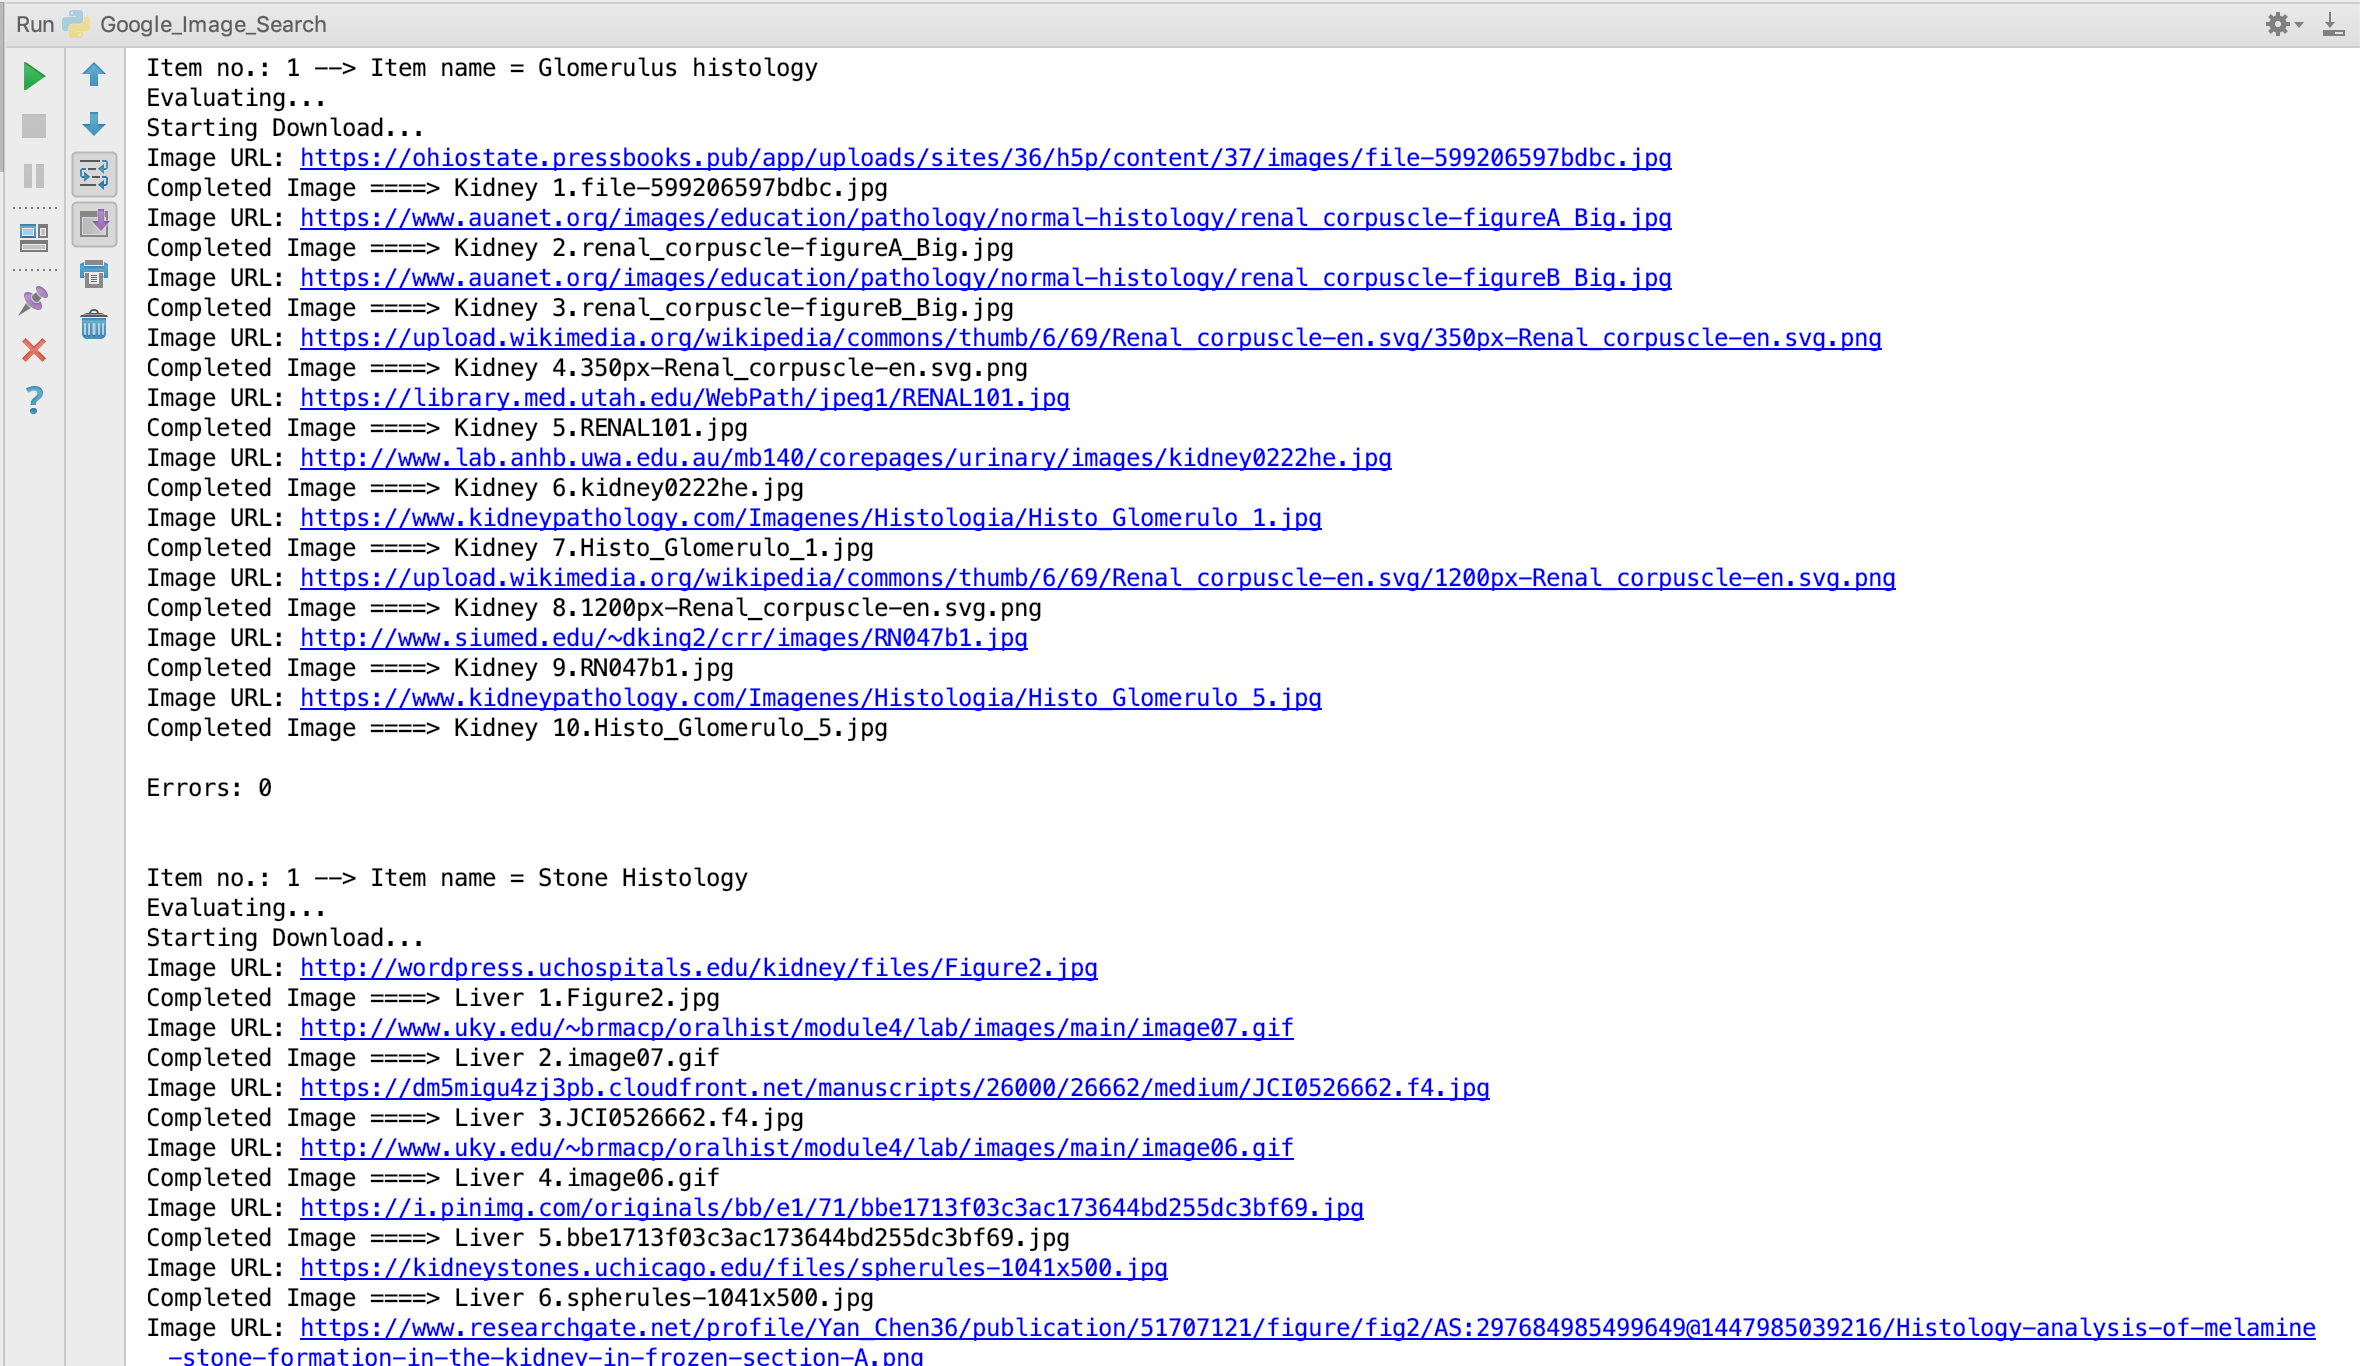 Run Google_Image_Search
Item no.: 1 --> Item name = Glomerulus histology
Evaluating...
Starting Download...
Image URL: https://ohiostate.pressbooks.pub/app/uploads/sites/36/h5p/content/37/images/file-599206597bdbc.jpg
Completed Image ====> Kidney 1.file-599206597bdbc.jpg
Image URL: https://www.auanet.org/images/education/pathology/normal-histology/renal_corpuscle-figureA_Big.jpg
Completed Image ====> Kidney 2.renal_corpuscle-figureA_Big.jpg
Image URL: https://www.auanet.org/images/education/pathology/normal-histology/renal_corpuscle-figureB_Big.jpg
Completed Image ====> Kidney 3.renal_corpuscle-figureB_Big.jpg
Image URL: https://upload.wikimedia.org/wikipedia/commons/thumb/6/69/Renal_corpuscle-en.svg/350px-Renal_corpuscle-en.svg.png
Completed Image ====> Kidney 4.350px-Renal_corpuscle-en.svg.png
Image URL: https://library.med.utah.edu/WebPath/jpeg1/RENAL101.jpg
Completed Image ====> Kidney 5.RENAL101.jpg
Image URL: http://www.lab.anhb.uwa.edu.au/mb140/corepages/urinary/images/kidney0222he.jpg
Completed Image ====> Kidney 6.kidney0222he.jpg
Image URL: https://www.kidneypathology.com/Imagenes/Histologia/Histo_Glomerulo_1.jpg
Completed Image ====> Kidney 7.Histo_Glomerulo_1.jpg
Image URL: https://upload.wikimedia.org/wikipedia/commons/thumb/6/69/Renal_corpuscle-en.svg/1200px-Renal_corpuscle-en.svg.png
Completed Image ====> Kidney 8.1200px-Renal_corpuscle-en.svg.png
Image URL: http://www.siumed.edu/~dking2/crr/images/RN047b1.jpg
Completed Image ====> Kidney 9.RN047b1.jpg
Image URL: https://www.kidneypathology.com/Imagenes/Histologia/Histo_Glomerulo_5.jpg
Completed Image ====> Kidney 10.Histo_Glomerulo_5.jpg
Errors: 0
Item no.: 1 --> Item name = Stone Histology
Evaluating...
Starting Download...
Image URL: http://wordpress.uchospitals.edu/kidney/files/Figure2.jpg
Completed Image ====> Liver 1.Figure2.jpg
Image URL: http://www.uky.edu/~brmacp/oralhist/module4/lab/images/main/image07.gif
Completed Image ====> Liver 2.image07.gif
Image URL: https://dm5migu4zj3pb.cloudfront.net/manuscripts/26000/26662/medium/JCI0526662.f4.jpg
Completed Image ====> Liver 3.JCI0526662.f4.jpg
Image URL: http://www.uky.edu/~brmacp/oralhist/module4/lab/images/main/image06.gif
Completed Image ====> Liver 4.image06.gif
Image URL: https://i.pinimg.com/originals/bb/e1/71/bbe1713f03c3ac173644bd255dc3bf69.jpg
Completed Image ====> Liver 5.bbe1713f03c3ac173644bd255dc3bf69.jpg
Image URL: https://kidneystones.uchicago.edu/files/spherules-1041x500.jpg
Completed Image ====> Liver 6.spherules-1041x500.jpg
Image URL: https://www.researchgate.net/profile/Yan_Chen36/publication/51707121/figure/fig2/AS:297684985499649@1447985039216/Histology-analysis-of-melamine
-stone-formation-in-the-kidney-in-frozen-section-A.png